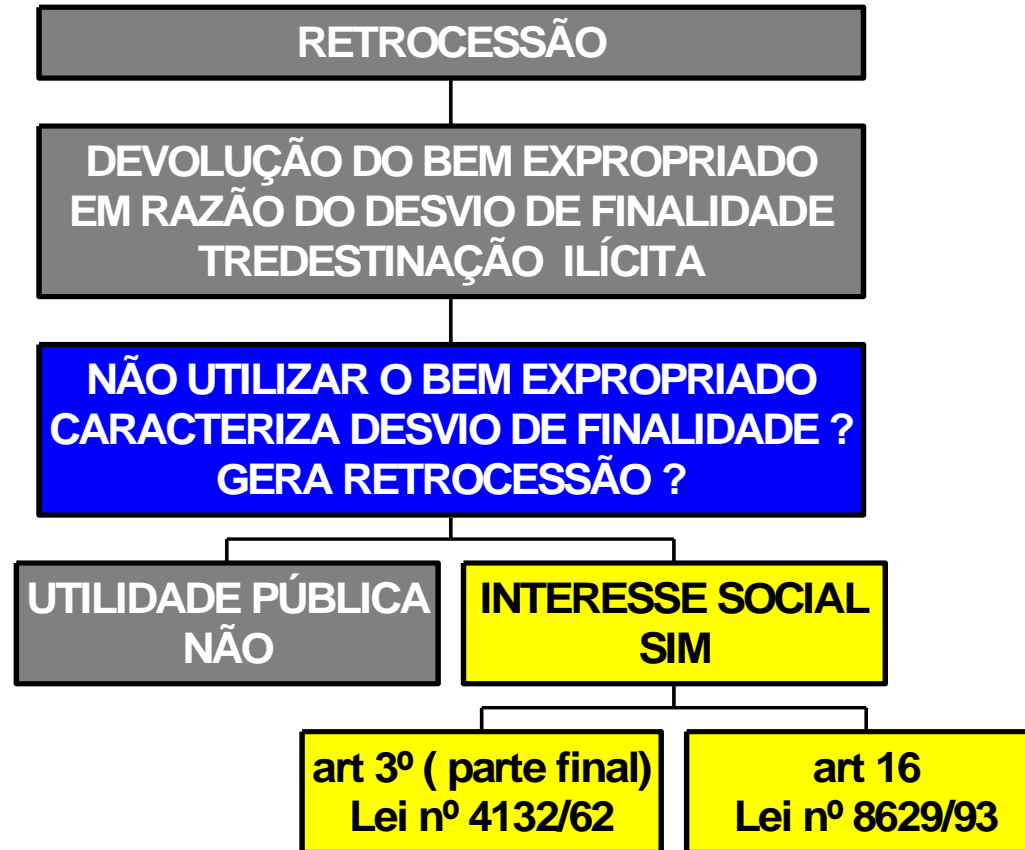 RETROCESSÃO
DEVOLUÇÃO DO BEM EXPROPRIADO
EM RAZÃO DO DESVIO DE FINALIDADE
TREDESTINAÇÃO ILÍCITA
NÃO UTILIZAR O BEM EXPROPRIADO
CARACTERIZA DESVIO DE FINALIDADE ?
GERA RETROCESSÃO ?
UTILIDADE PÚBLICA
NÃO
INTERESSE SOCIAL
SIM
art 3º ( parte final)
Lei nº 4132/62
art 16
Lei nº 8629/93